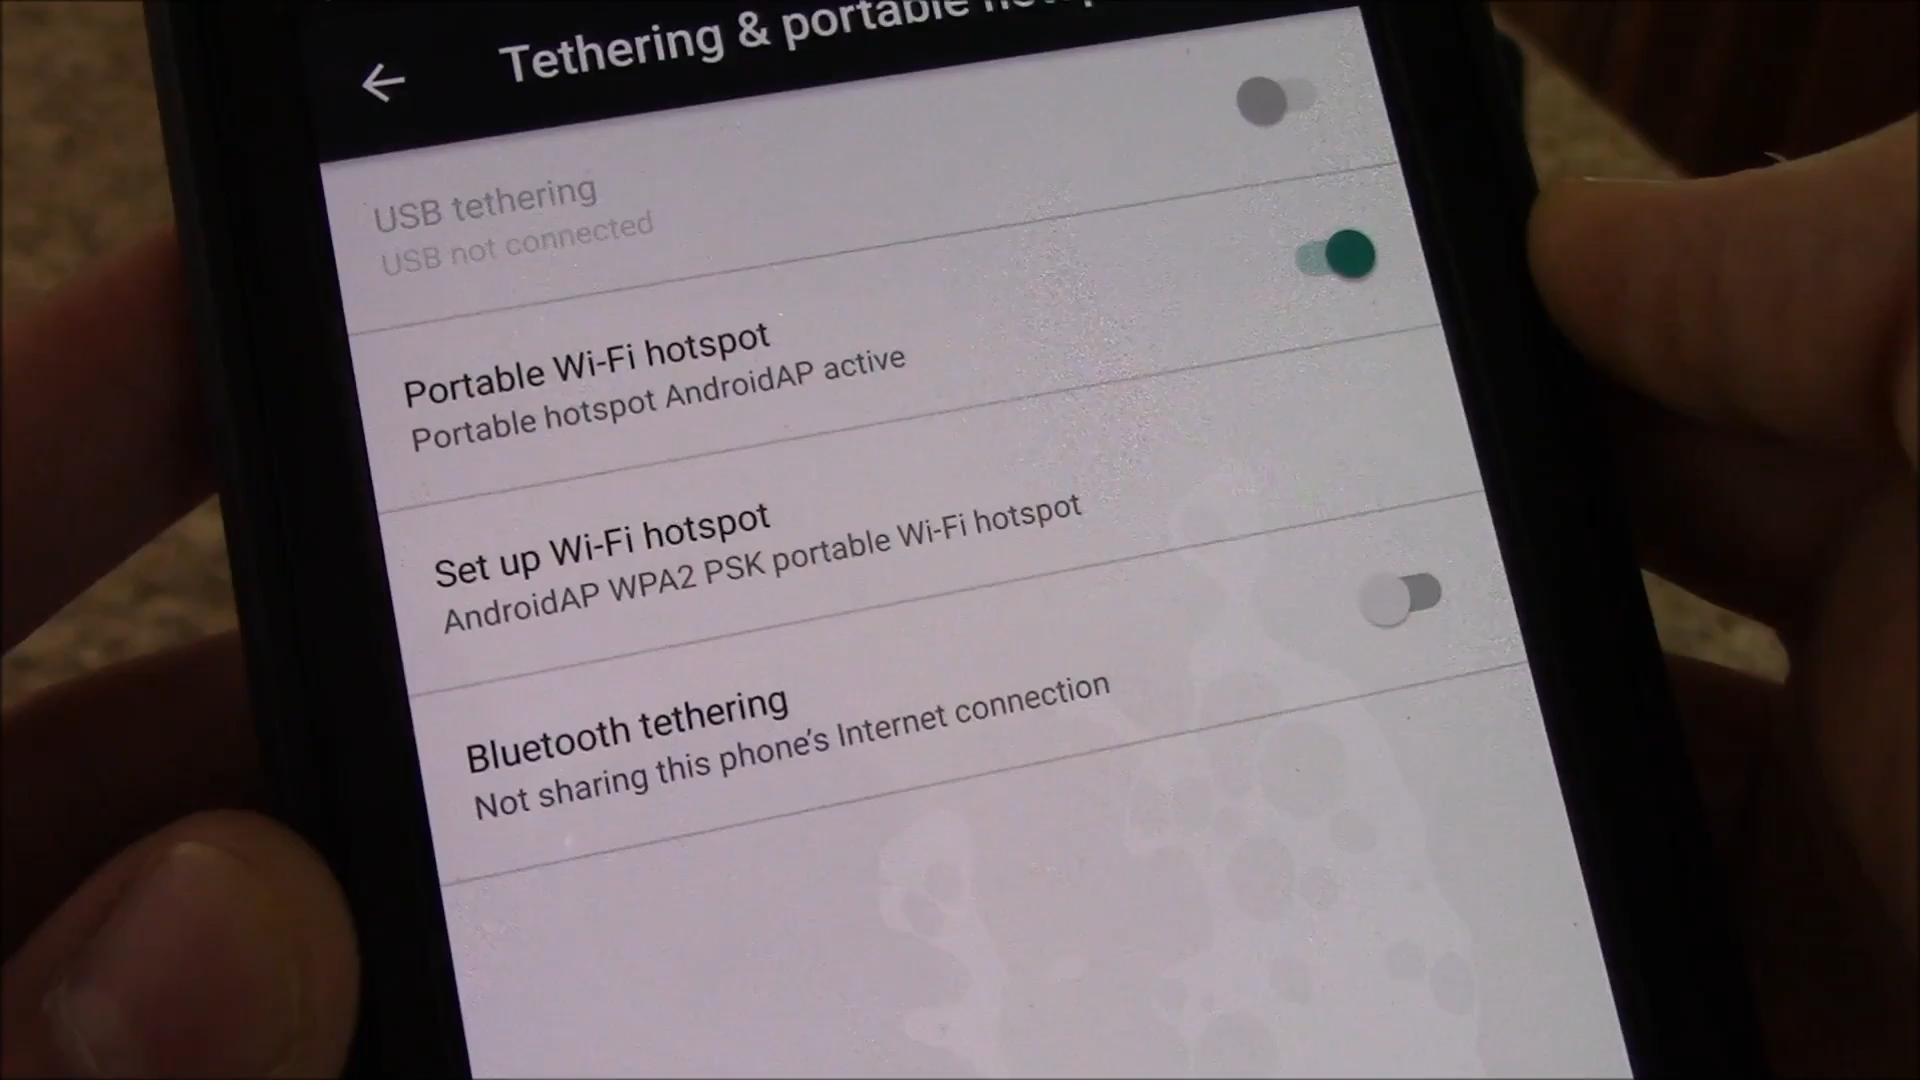 Tethering & portable
USB tethering
USB not connected
Portable Wi-Fi hotspot
Portable hotspot AndroidAP active
Set up Wi-Fi hotspot
AndroidAP WPA2 PSK portable Wi-Fi hotspot
Bluetooth tethering
Not sharing this phone's Internet connection